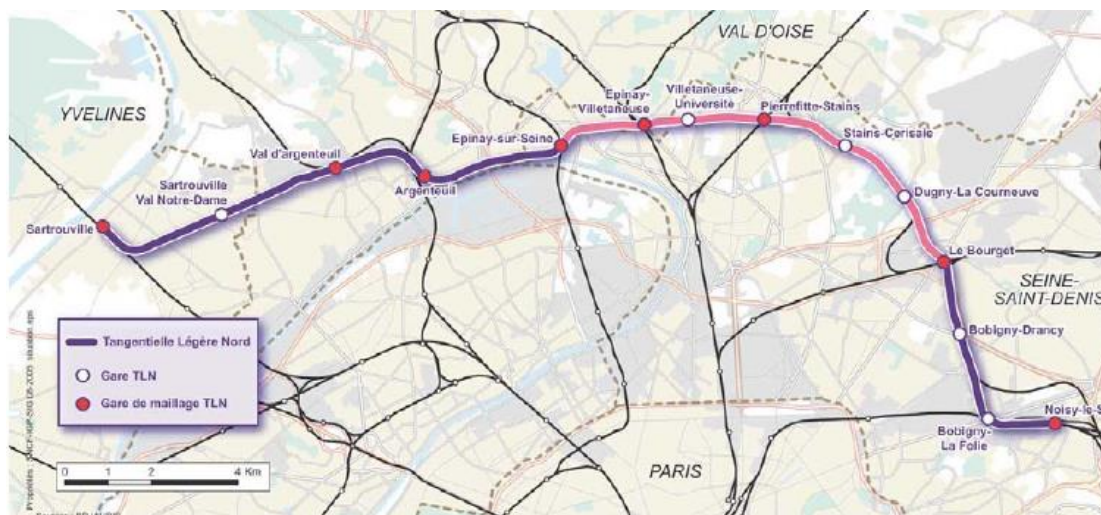 VAL D'OISE
YVELINES
Epinay-
Villetaneuse
Villetaneuse-
Université
Pierrefitte-Stains
Epinay-sur-Seine
Stains-Cerisaie
Val d'argenteuil
Sartrouville
Val Notre-Dame
Argenteuil
Dugny-La Courneuve
Sartrouville
Le Bourget
SEINE-
SAINT-DENIS
Tangentielle Légère Nord
Gare TLN
Gare de maillage TLN
Bobigny-Drancy
Noisy-le-S
Bobigny-
La Folie
PARIS
0 1 2 4 Km